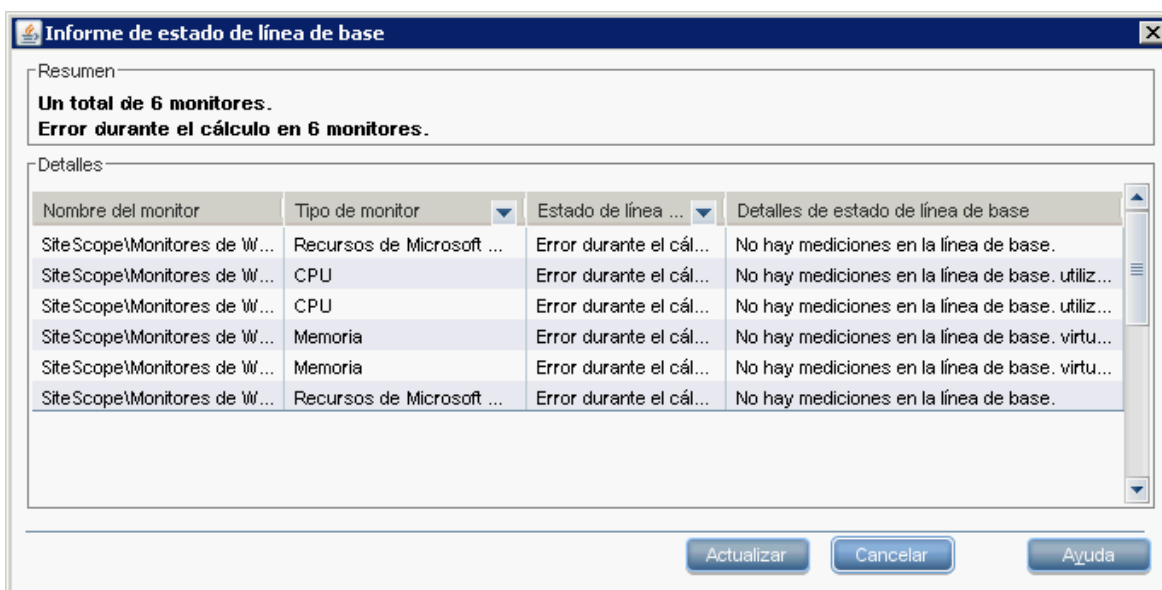 Informe de estado de línea de base
Resumen
Un total de 6 monitores.
Error durante el cálculo en 6 monitores.
Detalles
Nombre del monitor Tipo de monitor Estado de línea ... Detalles de estado de línea de base
SiteScope\Monitores de W... Recursos de Microsoft ... Error durante el cál... No hay mediciones en la línea de base.
SiteScope\Monitores de W... CPU Error durante el cál... No hay mediciones en la línea de base. utiliz...
SiteScope\Monitores de W... CPU Error durante el cál... No hay mediciones en la línea de base. utiliz...
SiteScope\Monitores de W... Memoria Error durante el cál... No hay mediciones en la línea de base. virtu...
SiteScope\Monitores de W... Memoria Error durante el cál... No hay mediciones en la línea de base. virtu...
SiteScope\Monitores de W... Recursos de Microsoft ... Error durante el cál... No hay mediciones en la línea de base.
Actualizar Cancelar Ayuda